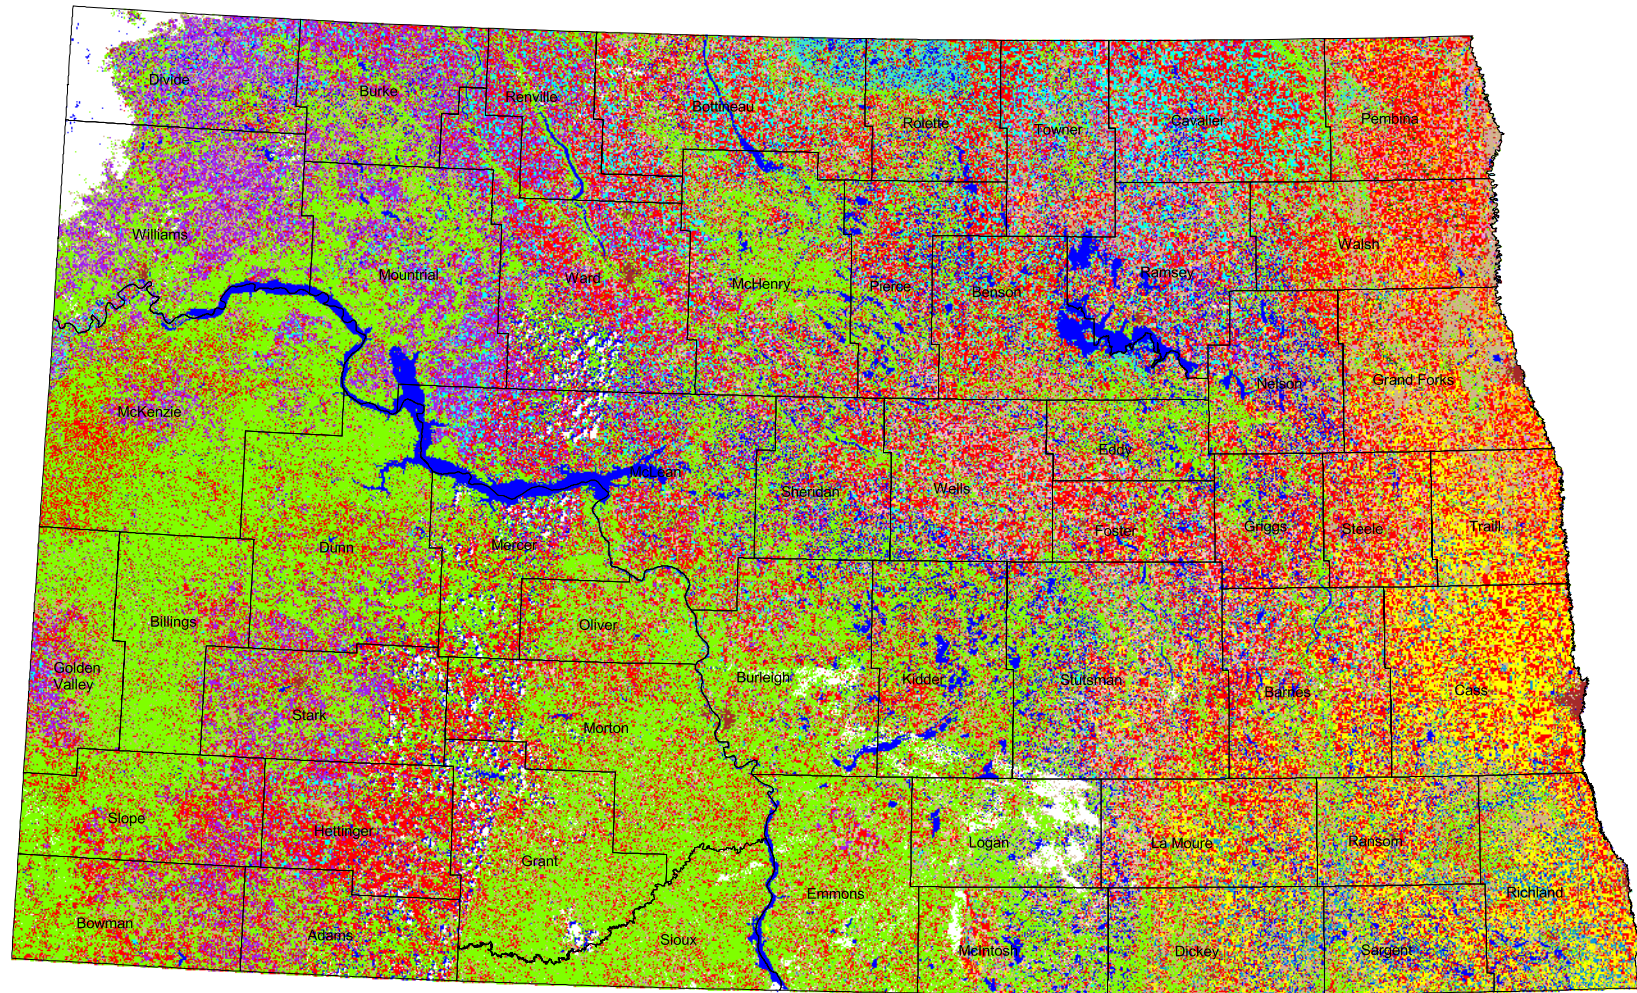 Divide
Burke
Renville
Bottineau
Rolette
Towner
Cavalier
Pembina
Williams
Mountrial
Ward
McHenry
Pierce
Benson
Ramsey
Walsh
McKenzie
Nelson
Grand Forks
McLean
Sheridan
Wells
Eddy
Dunn
Mercer
Foster
Griggs
Steele
Traill
Billings
Oliver
Golden
Valley
Stark
Morton
Burleigh
Kidder
Stutsman
Barnes
Cass
Slope
Hettinger
Grant
Logan
La Moure
Ransom
Richland
Bowman
Adams
Sioux
Emmons
McIntosh
Dickey
Sargent